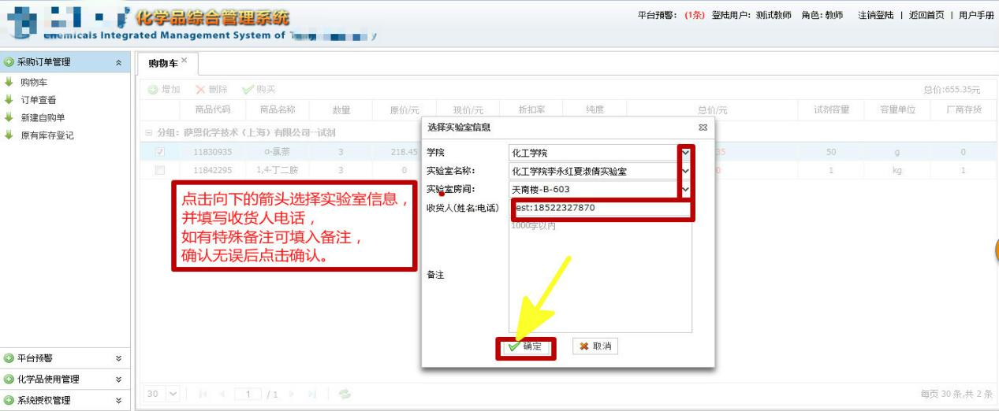 化学品综合管理系统
Chemicals Integrated Management System of
平台预警: (1条) 登陆用户: 测试教师 角色: 教师 注销登陆 | 返回首页 | 用户手册
采购订单管理
购物车
订单查看
新建自购单
原有库存登记
平台预警
化学品使用管理
系统授权管理
购物车
增加 删除 购买 总价:655.35元
商品代码 商品名称 数量 原价/元 现价/元 折扣率 纯度 总价/元 试剂容量 容量单位 厂商存货
分组: 萨恩化学技术（上海）有限公司--试剂
11830935 α-氯萘 3 218.45 50 g 0
11842295 1,4-丁二胺 3 0 0 1 kg 1
点击向下的箭头选择实验室信息，
并填写收货人电话，
如有特殊备注可填入备注，
确认无误后点击确认。
选择实验室信息
学院 化工学院
实验室名称: 化工学院李永红夏淑倩实验室
实验室房间: 天南楼-B-603
收货人(姓名:电话) est:18522327870
1000字以内
备注
确定 取消
30 1 / 1 每页 30 条,共 2 条